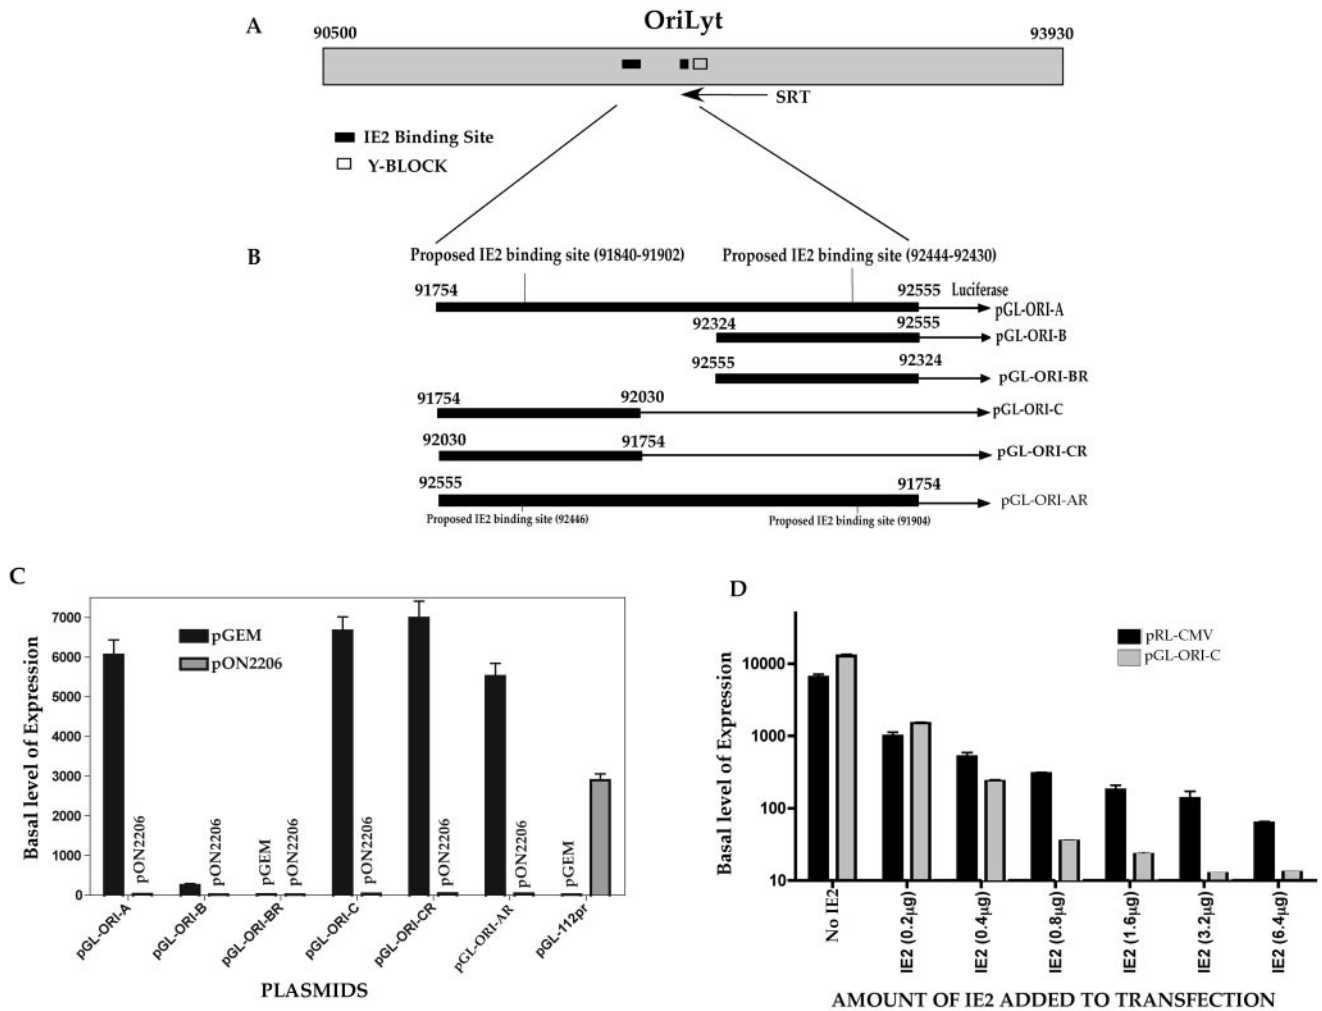 A
OriLyt
90500
93930
SRT
IE2 Binding Site
Y-BLOCK
B
Proposed IE2 binding site (91840-91902)
Proposed IE2 binding site (92444-92430)
91754
92555
Luciferase
pGL-ORI-A
92324
92555
pGL-ORI-B
92555
92324
pGL-ORI-BR
91754
92030
pGL-ORI-C
92030
91754
pGL-ORI-CR
92555
91754
pGL-ORI-AR
Proposed IE2 binding site (92446)
Proposed IE2 binding site (91904)
C
Basal level of Expression
7000
6000
5000
4000
3000
2000
1000
0
pGEM
pON2206
pON2206
pON2206
pGEM
pON2206
pON2206
pON2206
pON2206
pGEM
pGL-ORI-A
pGL-ORI-B
pGL-ORI-BR
pGL-ORI-C
pGL-ORI-CR
pGL-ORI-AR
pGL-112pr
PLASMIDS
D
Basal level of Expression
10000
1000
100
10
pRL-CMV
pGL-ORI-C
No IE2
IE2 (0.2µg)
IE2 (0.4µg)
IE2 (0.8µg)
IE2 (1.6µg)
IE2 (3.2µg)
IE2 (6.4µg)
AMOUNT OF IE2 ADDED TO TRANSFECTION